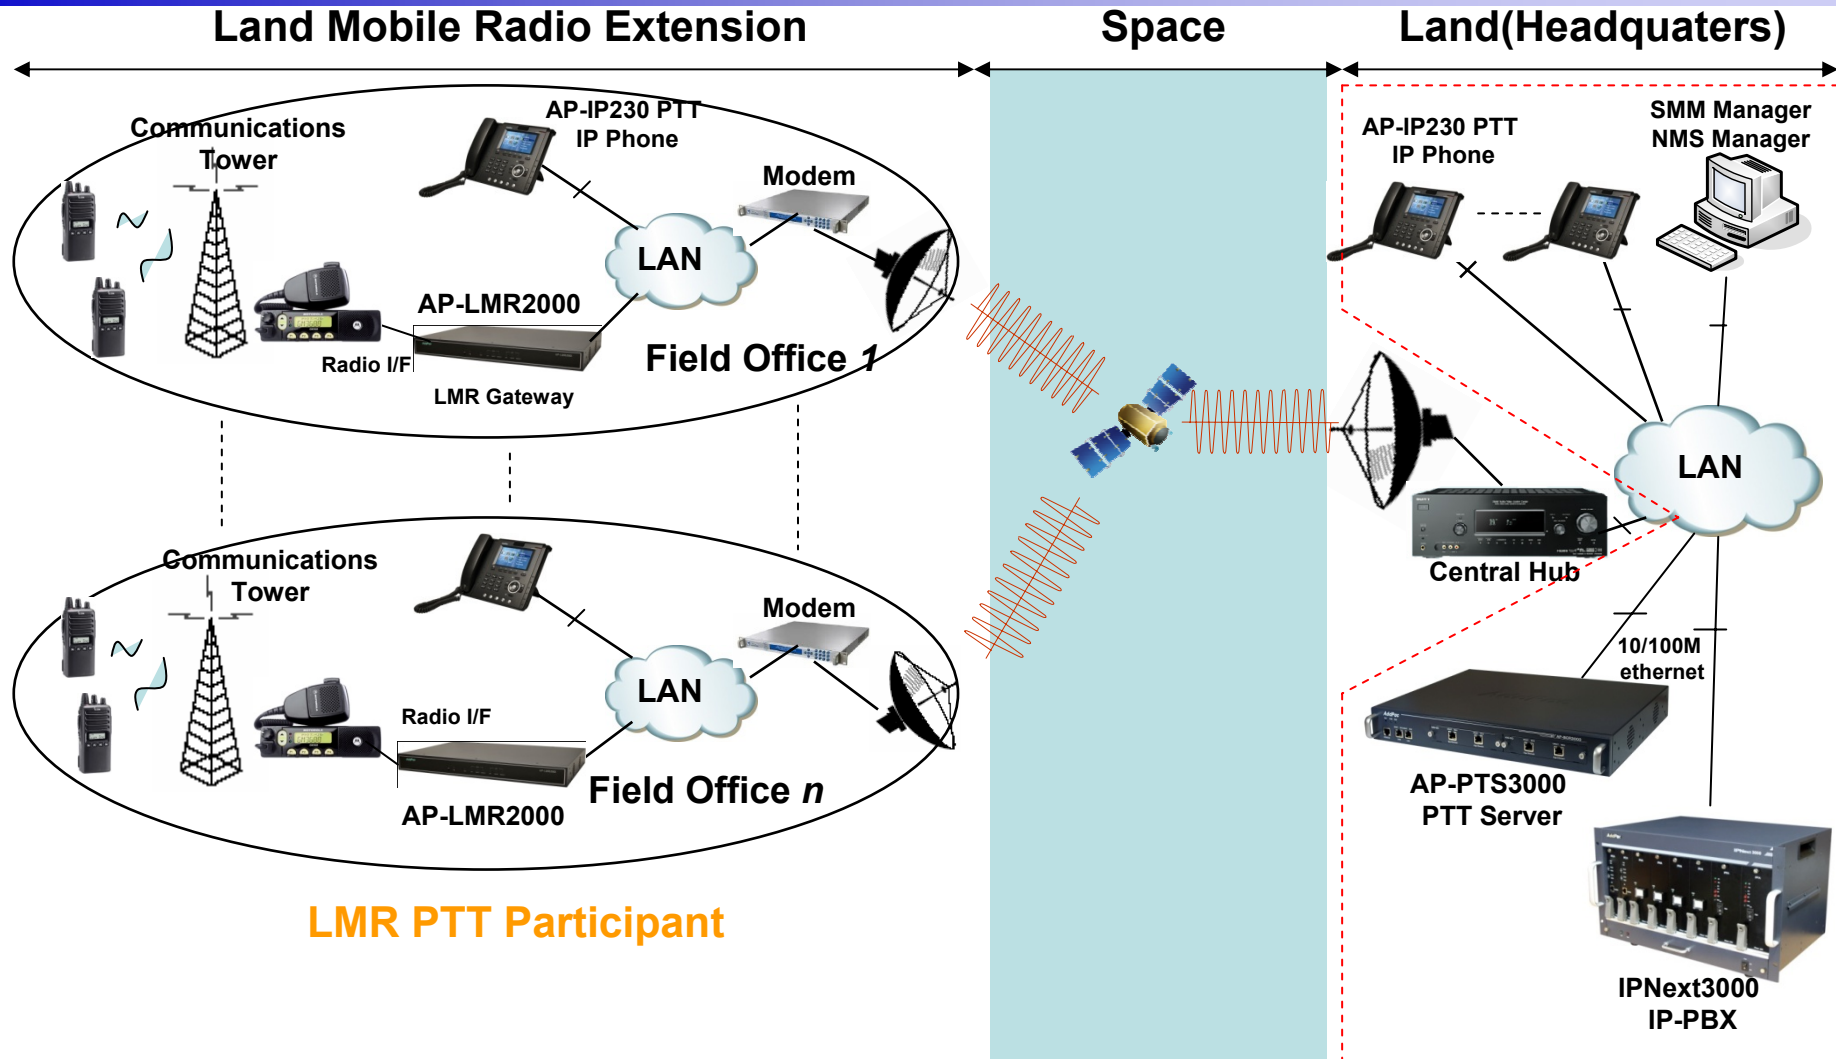 Land Mobile Radio Extension
Space
Land(Headquaters)
Communications
Tower
AP-IP230 PTT
IP Phone
Modem
LAN
AP-LMR2000
Radio I/F
LMR Gateway
Field Office 1
Communications
Tower
Modem
LAN
Radio I/F
AP-LMR2000
Field Office n
LMR PTT Participant
AP-IP230 PTT
IP Phone
SMM Manager
NMS Manager
LAN
Central Hub
10/100M
ethernet
AP-PTS3000
PTT Server
IPNext3000
IP-PBX